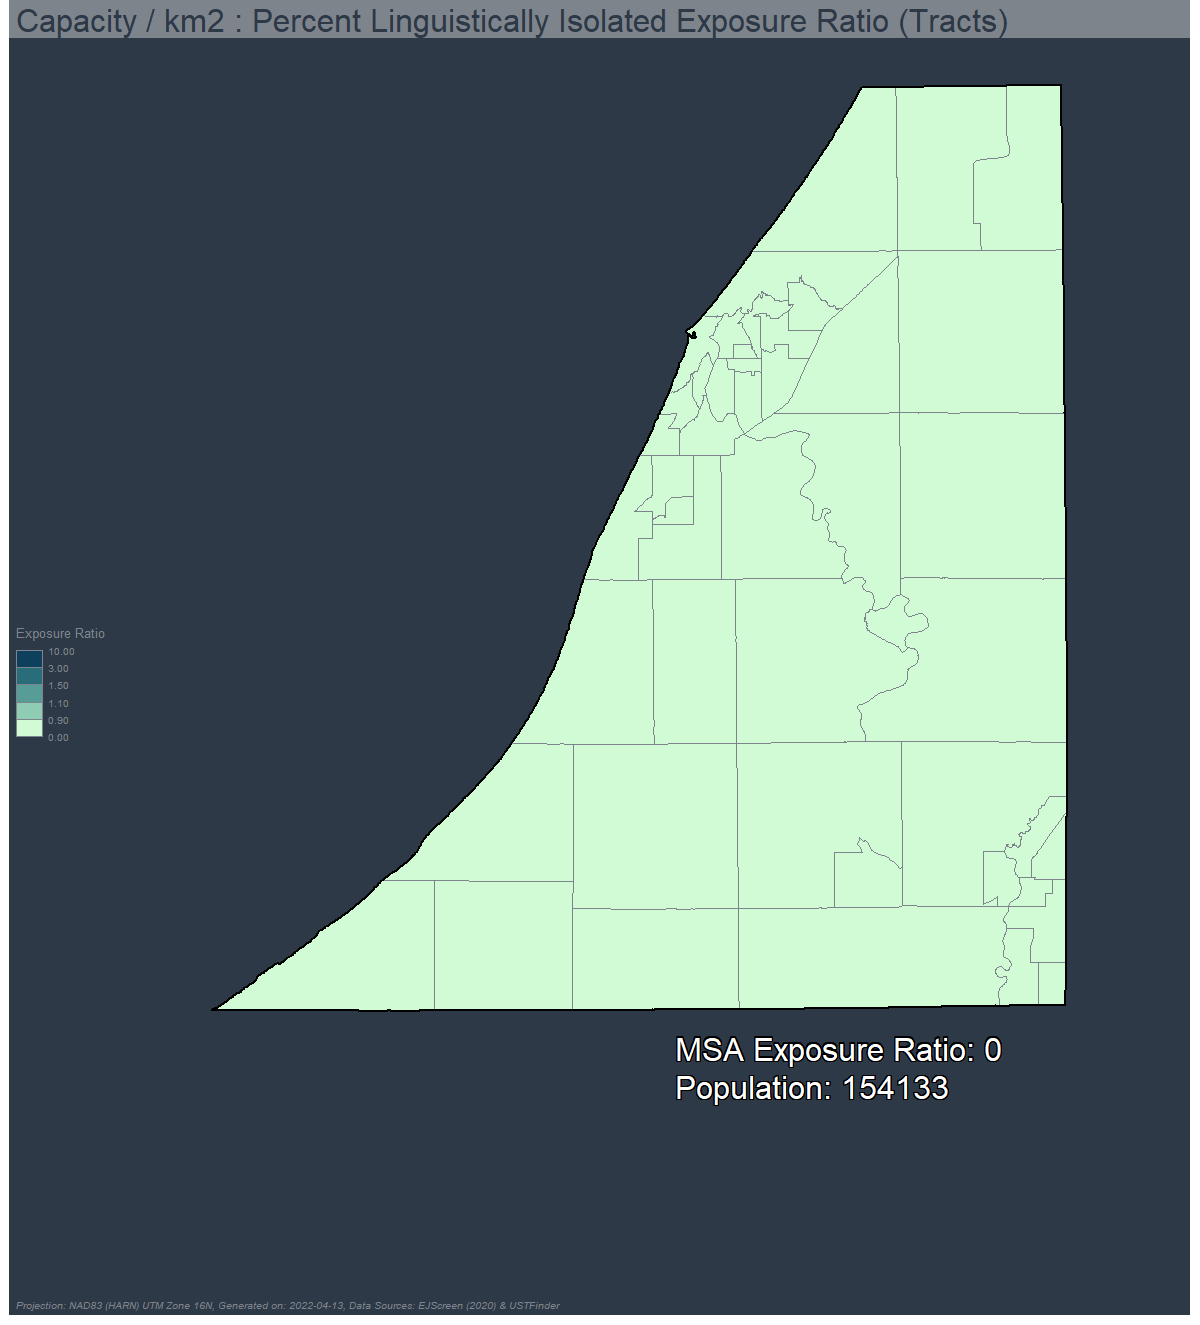 Capacity / km2 : Percent Linguistically Isolated Exposure Ratio (Tracts)
Exposure Ratio
10.00
3.00
1.50
1.10
0.90
0.00
MSA Exposure Ratio: 0
Population: 154133
Projection: NAD83 (HARN) UTM Zone 16N, Generated on: 2022-04-13, Data Sources: EJScreen (2020) & USTFinder